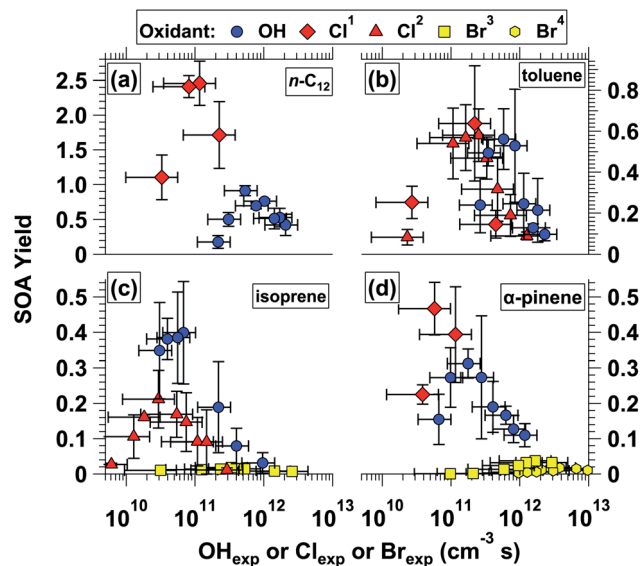 Oxidant: OH Cl¹ Cl² Br³ Br⁴
(a) n-C₁₂
(b) toluene
2.5
2.0
1.5
1.0
0.5
0
0.8
0.6
0.4
0.2
0
SOA Yield
(c) isoprene
(d) α-pinene
0.5
0.4
0.3
0.2
0.1
0
0.5
0.4
0.3
0.2
0.1
0
10¹⁰ 10¹¹ 10¹² 10¹³ 10¹⁰ 10¹¹ 10¹² 10¹³
OHₑₓₚ or Clₑₓₚ or Brₑₓₚ (cm⁻³ s)